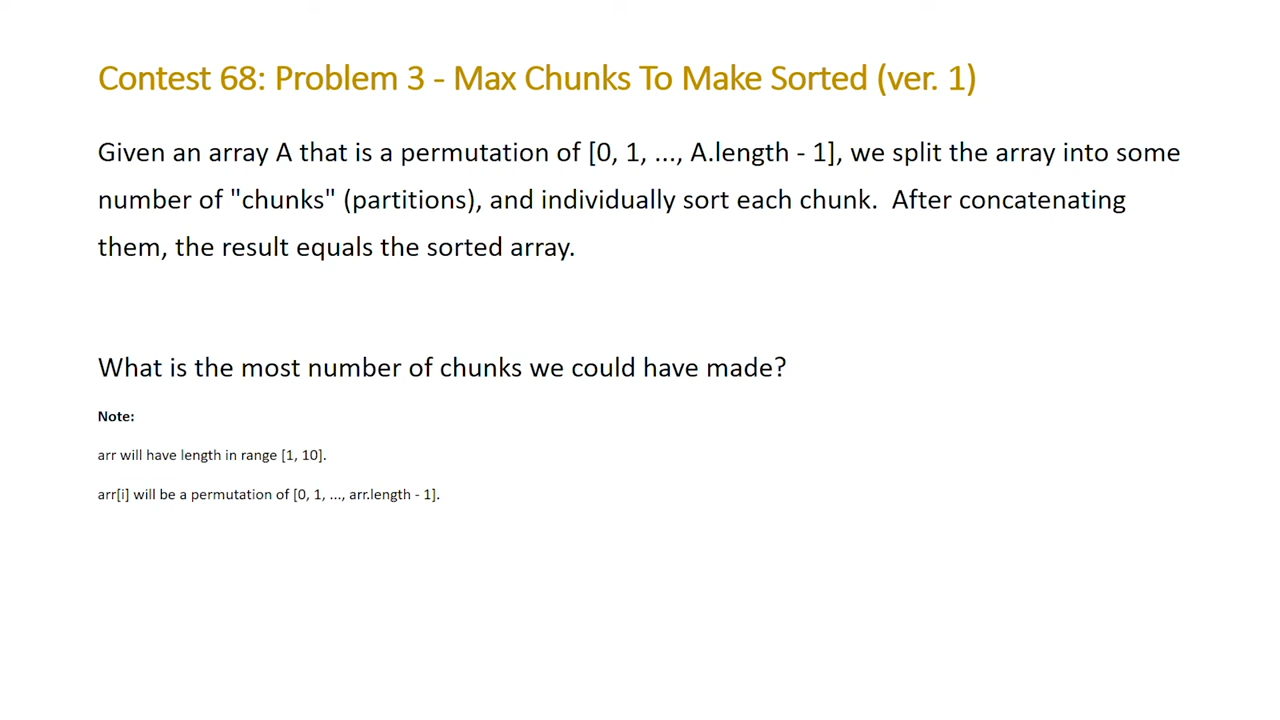 Contest 68: Problem 3 - Max Chunks To Make Sorted (ver. 1)
Given an array A that is a permutation of [0, 1, ..., A.length - 1], we split the array into some
number of "chunks" (partitions), and individually sort each chunk.  After concatenating
them, the result equals the sorted array.
What is the most number of chunks we could have made?
Note:
arr will have length in range [1, 10].
arr[i] will be a permutation of [0, 1, ..., arr.length - 1].